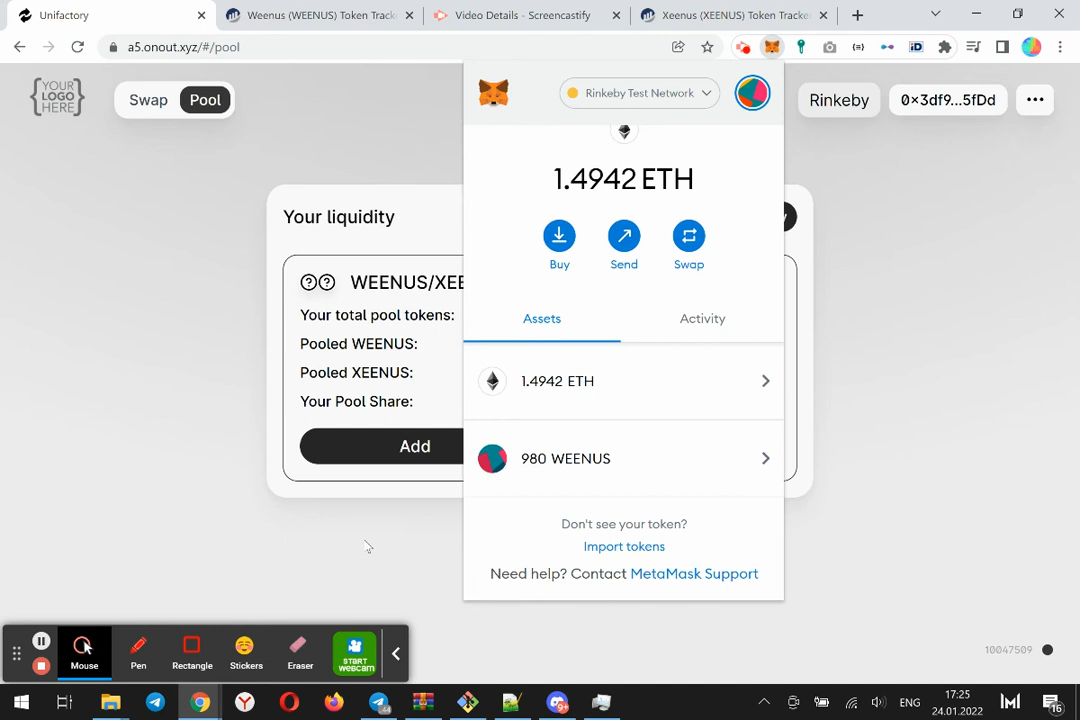 Unifactory
Weenus (WEENUS) Token Tracke
Video Details - Screencastify
Xeenus (XEENUS) Token Tracke
a5.onout.xyz/#/pool
YOUR
LOGO
HERE
Swap
Pool
Rinkeby Test Network
Rinkeby
0×3df9...5fDd
1.4942 ETH
Your liquidity
Buy
Send
Swap
WEENUS/XEE
Your total pool tokens:
Pooled WEENUS:
Pooled XEENUS:
Your Pool Share:
Add
Assets
Activity
1.4942 ETH
980 WEENUS
Don't see your token?
Import tokens
Need help? Contact MetaMask Support
Mouse
Pen
Rectangle
Stickers
Eraser
START
WEBCAM
10047509
ENG
17:25
24.01.2022
16